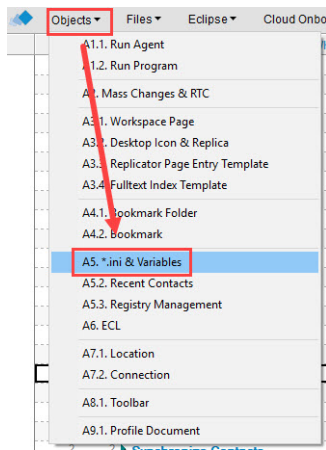 Objects Files Eclipse Cloud Onbo
A1.1. Run Agent
A1.2. Run Program
A2. Mass Changes & RTC
A3.1. Workspace Page
A3.2. Desktop Icon & Replica
A3.3. Replicator Page Entry Template
A3.4. Fulltext Index Template
A4.1. Bookmark Folder
A4.2. Bookmark
A5. *.ini & Variables
A5.2. Recent Contacts
A5.3. Registry Management
A6. ECL
A7.1. Location
A7.2. Connection
A8.1. Toolbar
A9.1. Profile Document
2 2 Synchronize Contacts